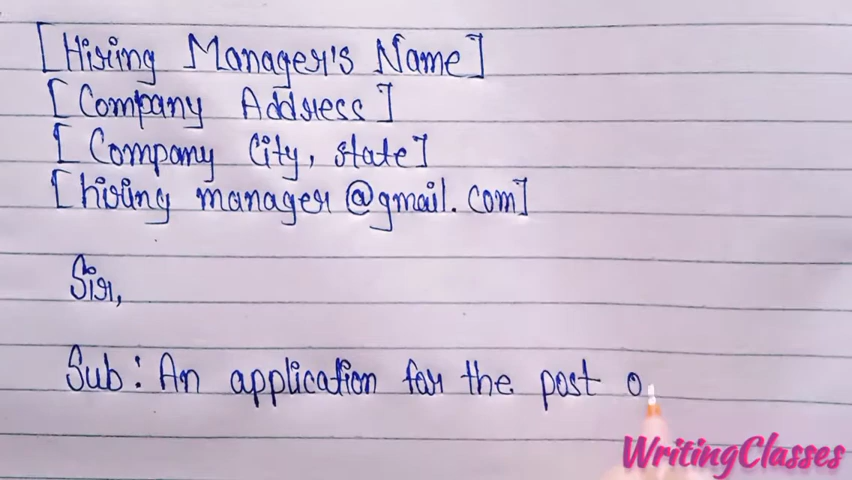 [Hiring Manager's Name]
[Company Address]
[Company City, state]
[hiring manager@gmail.com]
Sir,
Sub: An application for the post o
WritingClasses